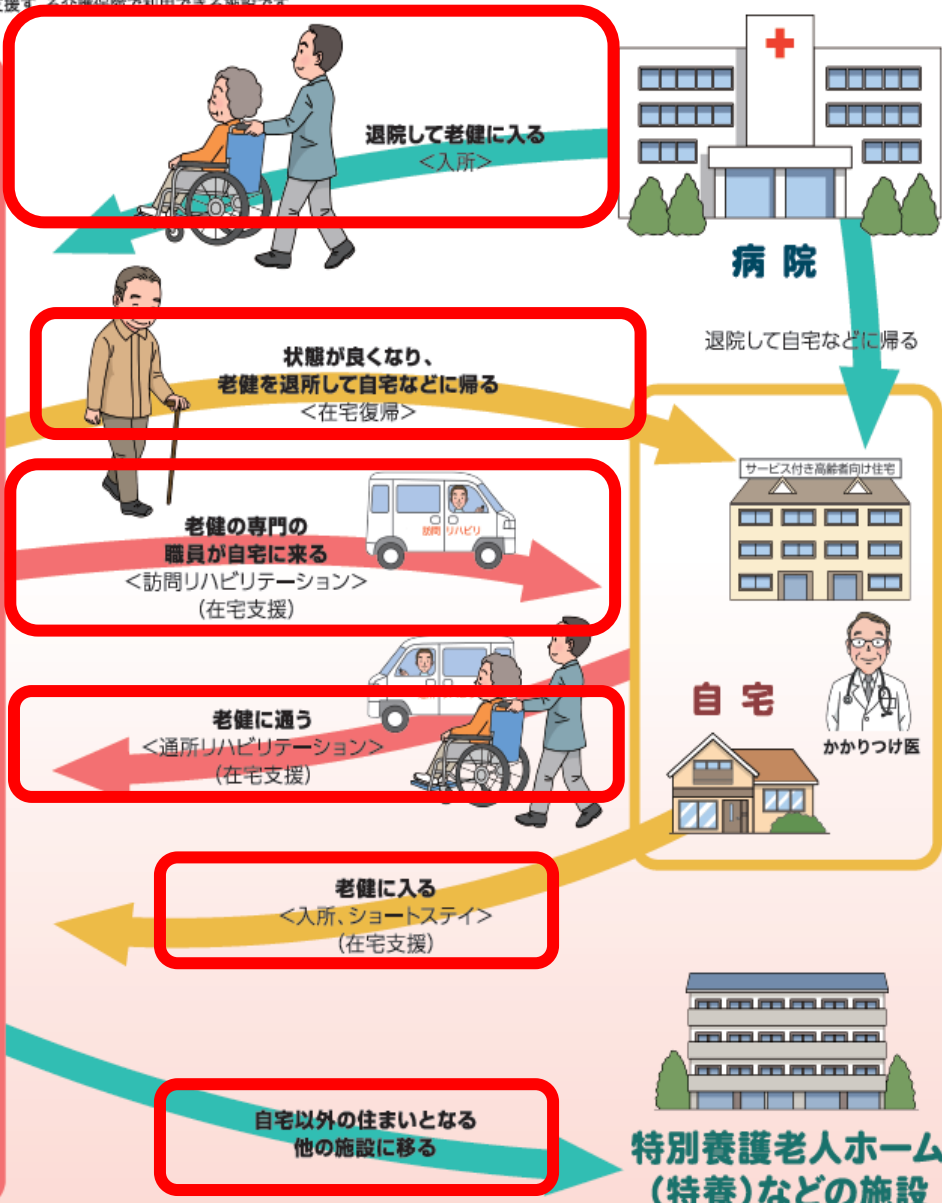 退院して老健に入る
<入所>
病院
退院して自宅などに帰る
状態が良くなり、
老健を退所して自宅などに帰る
<在宅復帰>
サービス付き高齢者向け住宅
老健の専門の
職員が自宅に来る
<訪問リハビリテーション>
(在宅支援)
訪問 リハビリ
自宅
かかりつけ医
老健に通う
<通所リハビリテーション>
(在宅支援)
老健に入る
<入所、ショートステイ>
(在宅支援)
自宅以外の住まいとなる
他の施設に移る
特別養護老人ホーム
(特養)などの施設